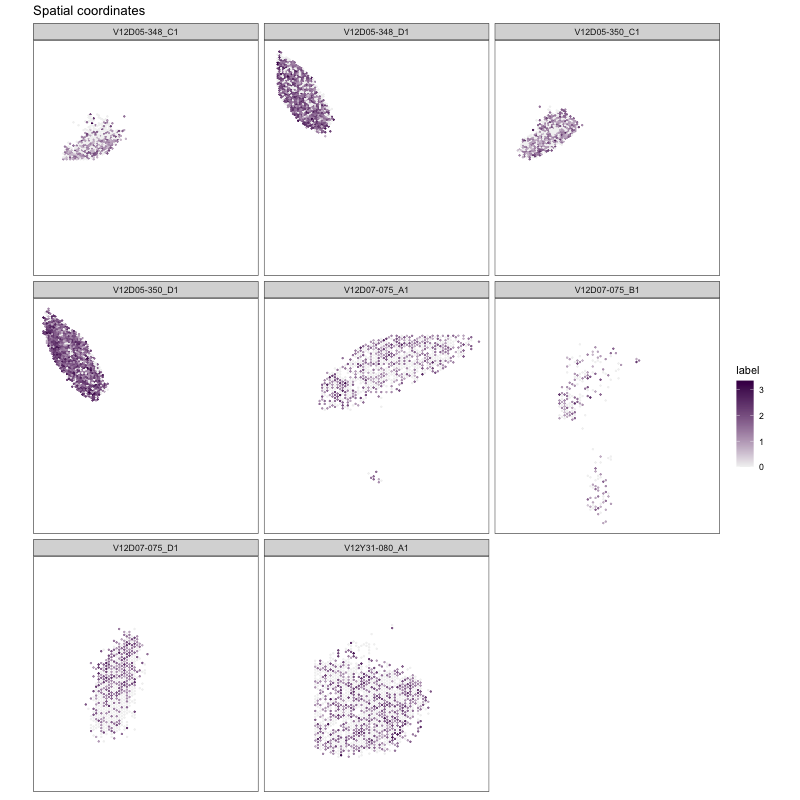 Spatial coordinates
V12D05-348_C1
V12D05-348_D1
V12D05-350_C1
V12D05-350_D1
V12D07-075_A1
V12D07-075_B1
label
3
2
1
0
V12D07-075_D1
V12Y31-080_A1